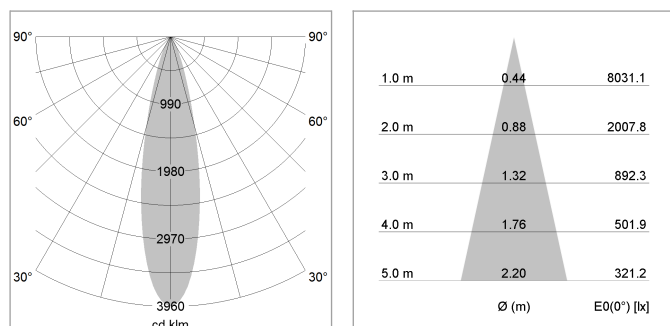 90° 90°
990
60° 60°
1980
2970
30° 30°
3960
cd klm
1.0 m 0.44 8031.1
2.0 m 0.88 2007.8
3.0 m 1.32 892.3
4.0 m 1.76 501.9
5.0 m 2.20 321.2
Ø (m) E0(0°) [lx]